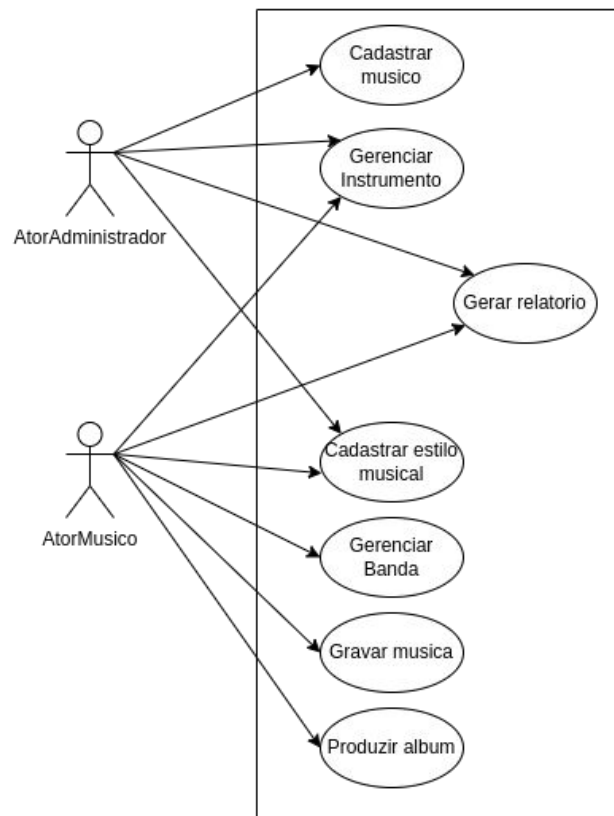 Cadastrar
musico
Gerenciar
Instrumento
AtorAdministrador
Gerar relatorio
Cadastrar estilo
musical
AtorMusico
Gerenciar
Banda
Gravar musica
Produzir album